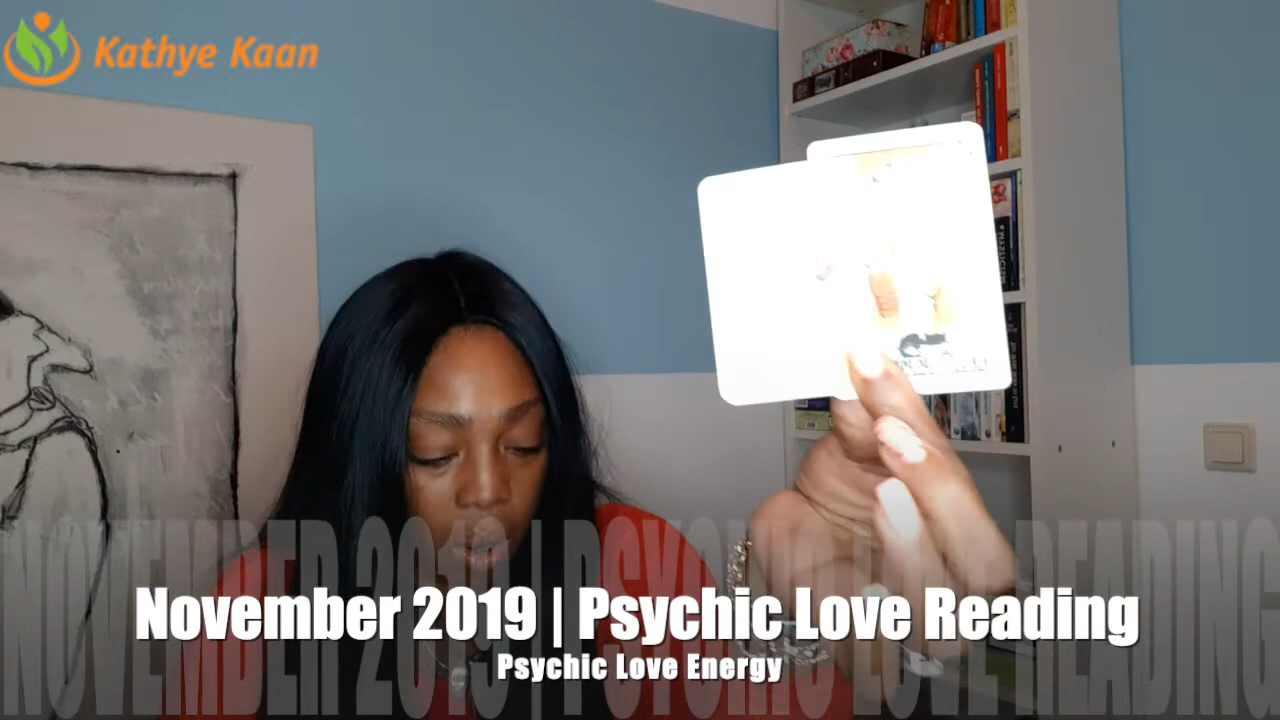 Kathye Kaan
NOVEMBER 2019 | PSYCHIC LOVE READING
November 2019 | Psychic Love Reading
Psychic Love Energy